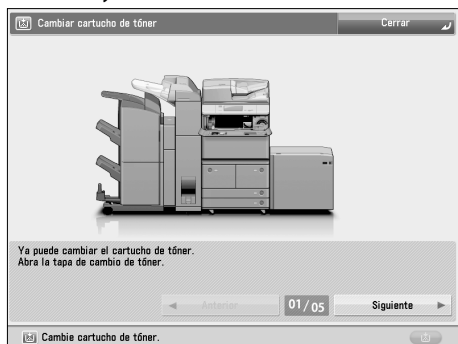 Cambiar cartucho de tóner
Cerrar
Ya puede cambiar el cartucho de tóner.
Abra la tapa de cambio de tóner.
Anterior
01/05
Siguiente
Cambie cartucho de tóner.